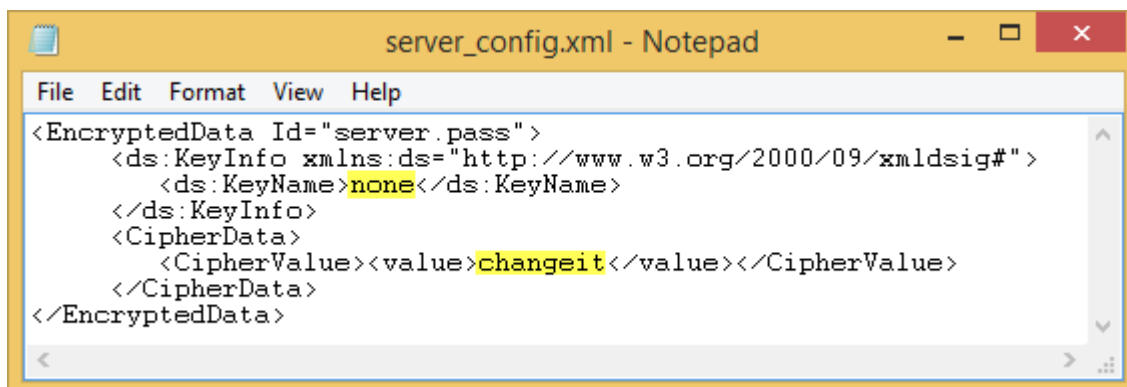 server_config.xml - Notepad
File Edit Format View Help
<EncryptedData Id="server.pass">
<ds:KeyInfo xmlns:ds="http://www.w3.org/2000/09/xmldsig#">
<ds:KeyName>none</ds:KeyName>
</ds:KeyInfo>
<CipherData>
<CipherValue><value>changeit</value></CipherValue>
</CipherData>
</EncryptedData>